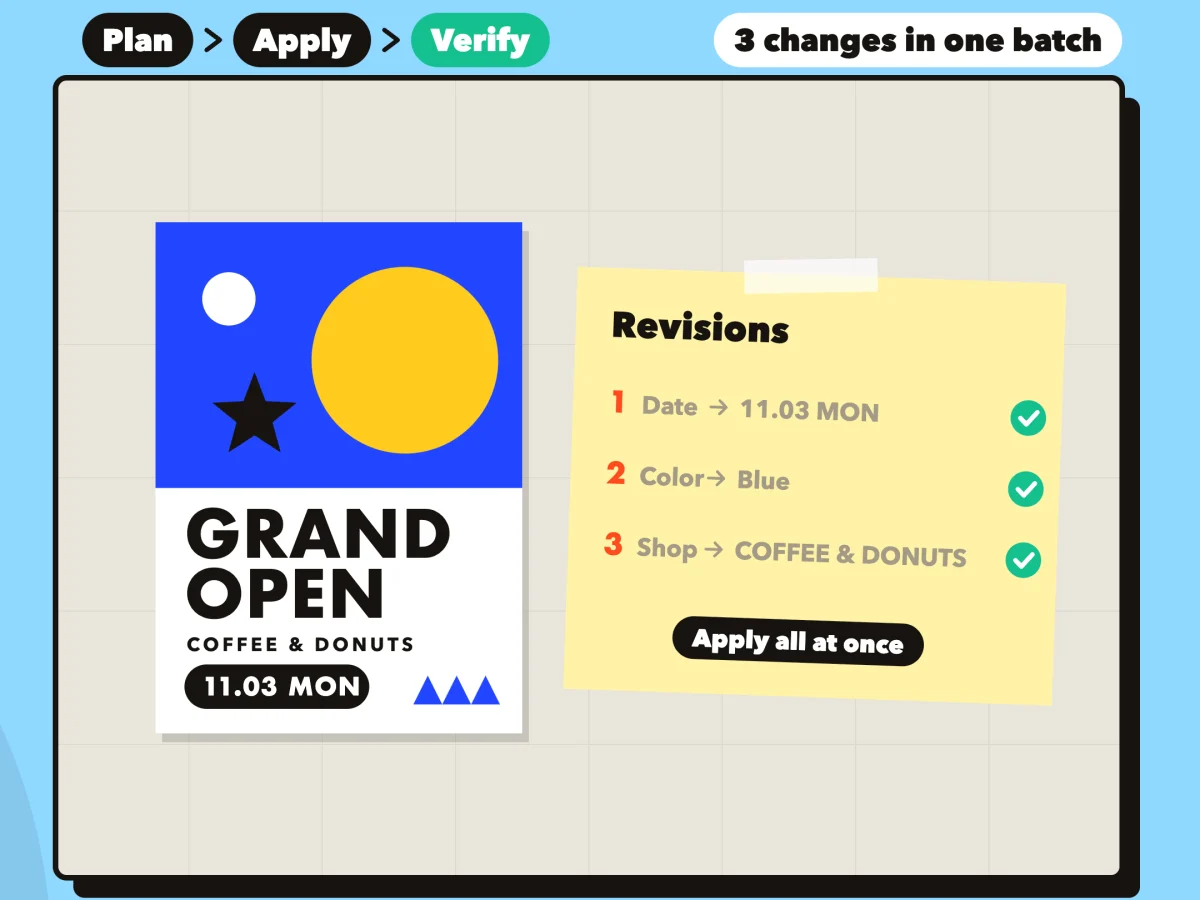 Plan > Apply > Verify
3 changes in one batch
GRAND
OPEN
COFFEE & DONUTS
11.03 MON
Revisions
1 Date → 11.03 MON
2 Color → Blue
3 Shop → COFFEE & DONUTS
Apply all at once